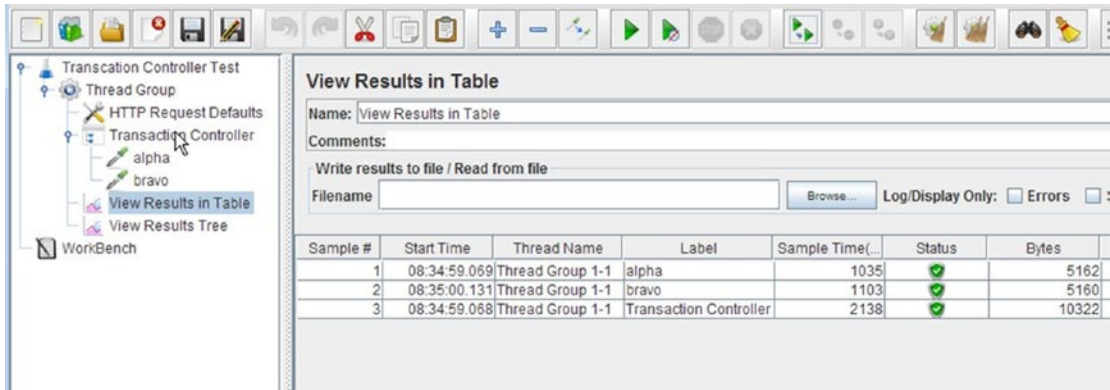 Transcation Controller Test
Thread Group
HTTP Request Defaults
Transaction Controller
alpha
bravo
View Results in Table
View Results Tree
WorkBench
View Results in Table
Name: View Results in Table
Comments:
Write results to file / Read from file
Filename Browse... Log/Display Only: Errors
Sample # Start Time Thread Name Label Sample Time(... Status Bytes
1 08:34:59.069 Thread Group 1-1 alpha 1035 5162
2 08:35:00.131 Thread Group 1-1 bravo 1103 5160
3 08:34:59.068 Thread Group 1-1 Transaction Controller 2138 10322